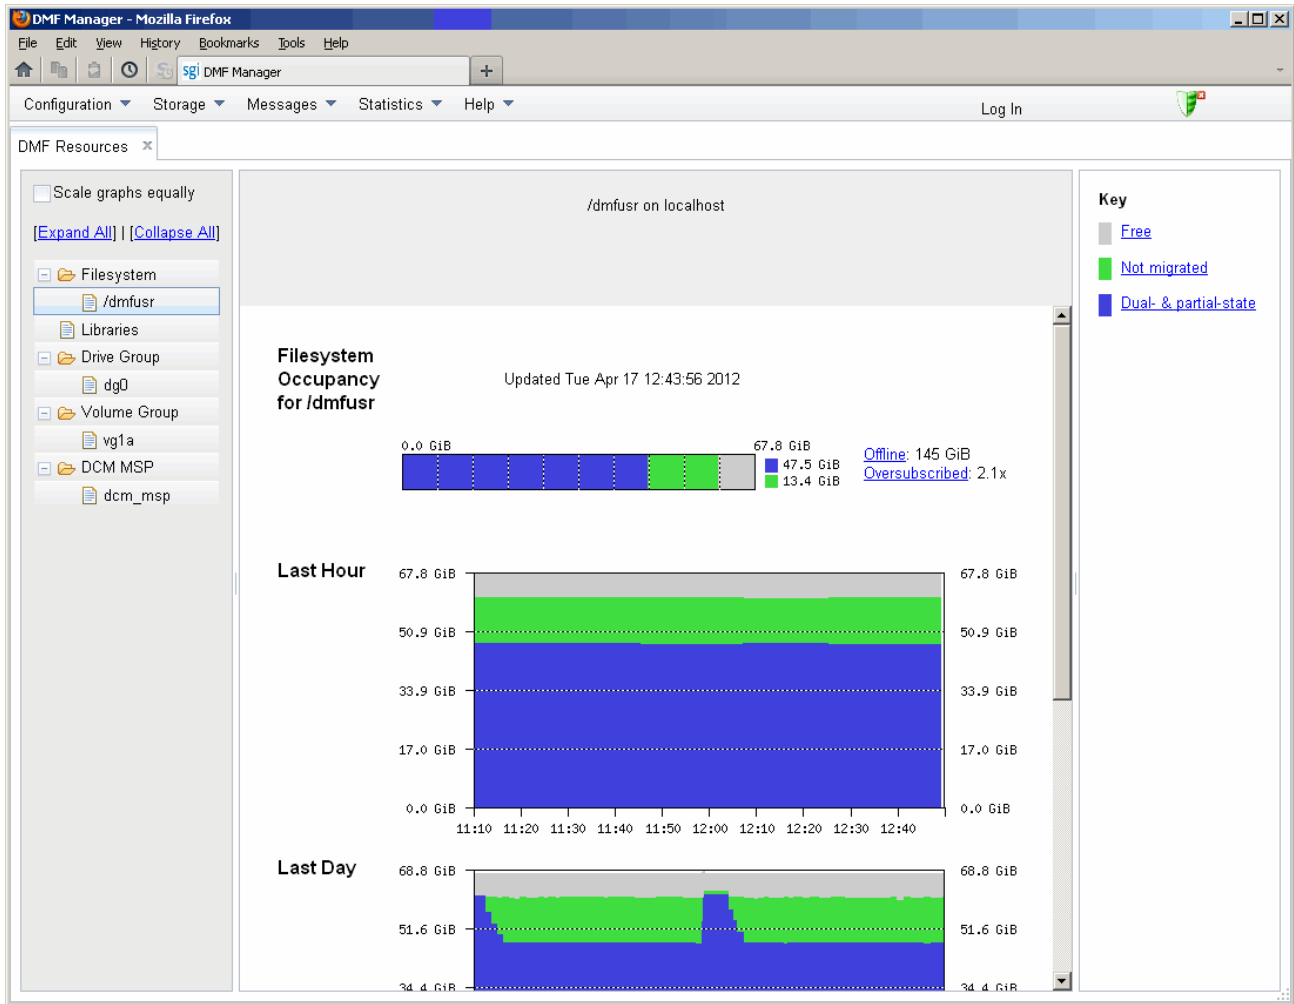 DMF Manager - Mozilla Firefox
File Edit View History Bookmarks Tools Help
sgi DMF Manager
Configuration Storage Messages Statistics Help Log In
DMF Resources
Scale graphs equally
[Expand All] | [Collapse All]
Filesystem
/dmfusr
Libraries
Drive Group
dg0
Volume Group
vg1a
DCM MSP
dcm_msp
/dmfusr on localhost
Filesystem
Occupancy
for /dmfusr
Updated Tue Apr 17 12:43:56 2012
0.0 GiB 67.8 GiB
47.5 GiB
13.4 GiB
Offline: 145 GiB
Oversubscribed: 2.1x
Last Hour
67.8 GiB 67.8 GiB
50.9 GiB 50.9 GiB
33.9 GiB 33.9 GiB
17.0 GiB 17.0 GiB
0.0 GiB 0.0 GiB
11:10 11:20 11:30 11:40 11:50 12:00 12:10 12:20 12:30 12:40
Last Day
68.8 GiB 68.8 GiB
51.6 GiB 51.6 GiB
34.4 GiB 34.4 GiB
Key
Free
Not migrated
Dual- & partial-state